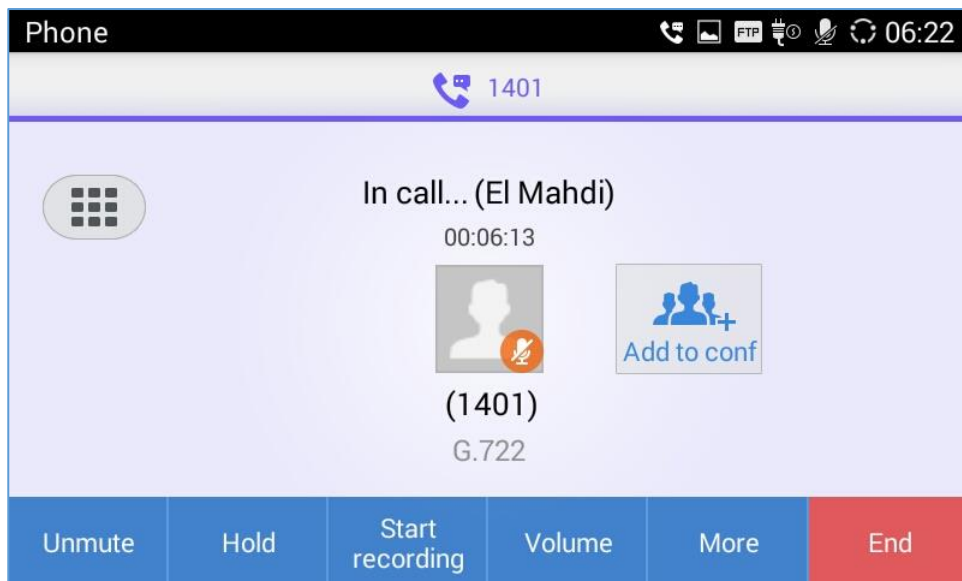 Phone
FTP
06:22
1401
In call... (El Mahdi)
00:06:13
Add to conf
(1401)
G.722
Unmute
Hold
Start
recording
Volume
More
End